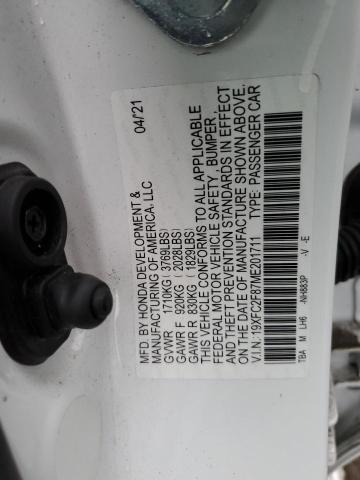 MFD. BY HONDA DEVELOPMENT & 04/21
MANUFACTURING OF AMERICA, LLC
GVWR 1710KG (3769LBS)
GAWR F 920KG (2028LBS)
GAWR R 830KG (1829LBS)
THIS VEHICLE CONFORMS TO ALL APPLICABLE
FEDERAL MOTOR VEHICLE SAFETY, BUMPER,
AND THEFT PREVENTION STANDARDS IN EFFECT
ON THE DATE OF MANUFACTURE SHOWN ABOVE.
V.I.N: 19XFC2F87ME201711 TYPE: PASSENGER CAR
TBA M LH6 -NH883P -V -E